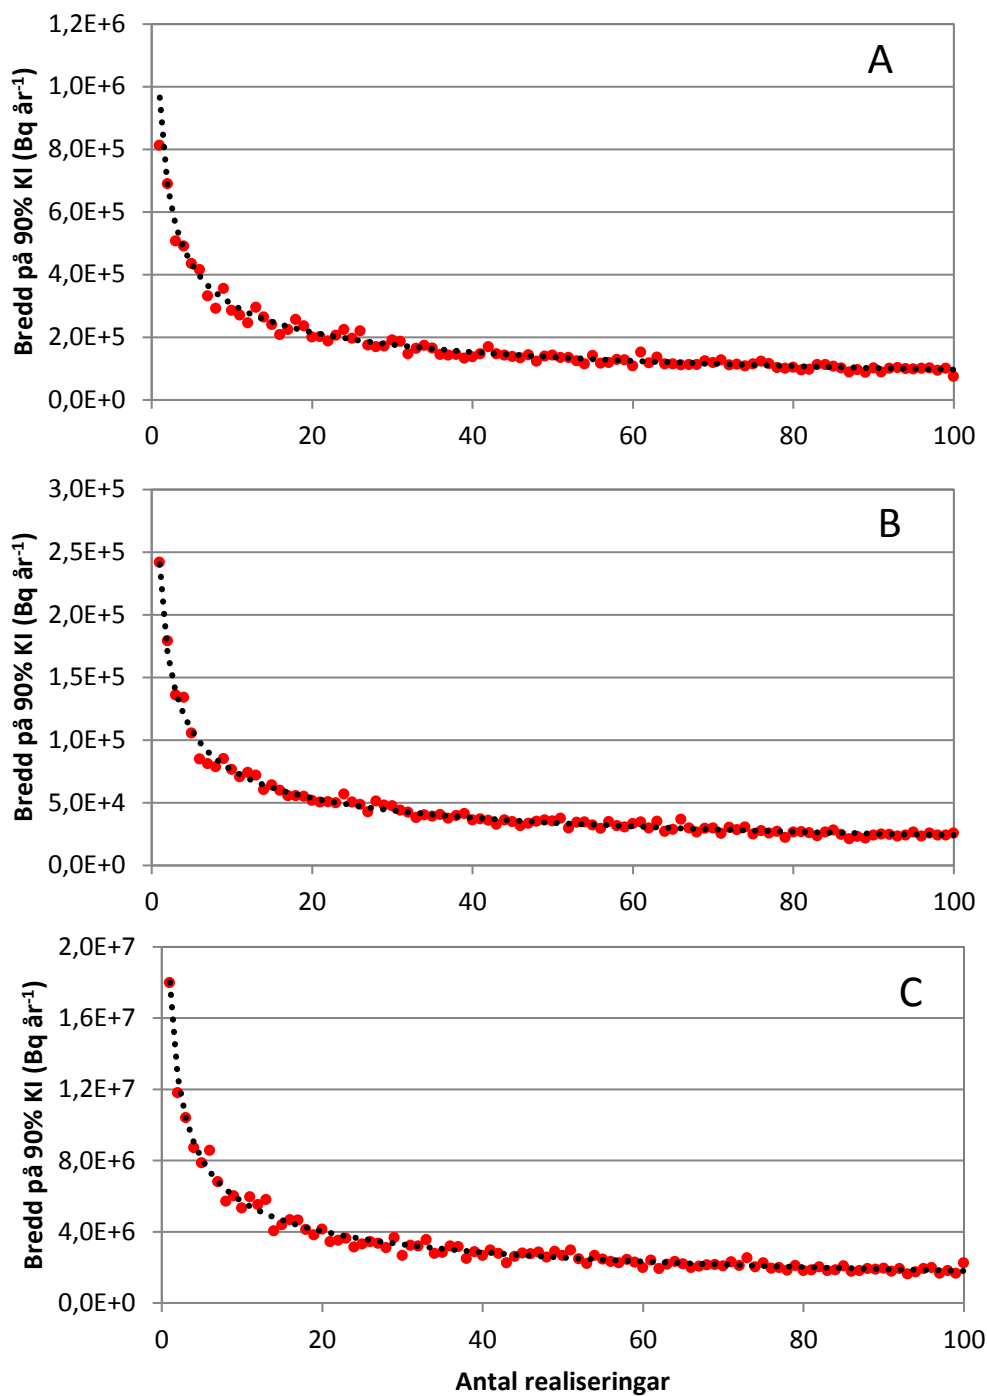 A
Bredd på 90% KI (Bq år-1)
1,2E+6
1,0E+6
8,0E+5
6,0E+5
4,0E+5
2,0E+5
0,0E+0
0 20 40 60 80 100
B
Bredd på 90% KI (Bq år-1)
3,0E+5
2,5E+5
2,0E+5
1,5E+5
1,0E+5
5,0E+4
0,0E+0
0 20 40 60 80 100
C
Bredd på 90% KI (Bq år-1)
2,0E+7
1,6E+7
1,2E+7
8,0E+6
4,0E+6
0,0E+0
0 20 40 60 80 100
Antal realiseringar